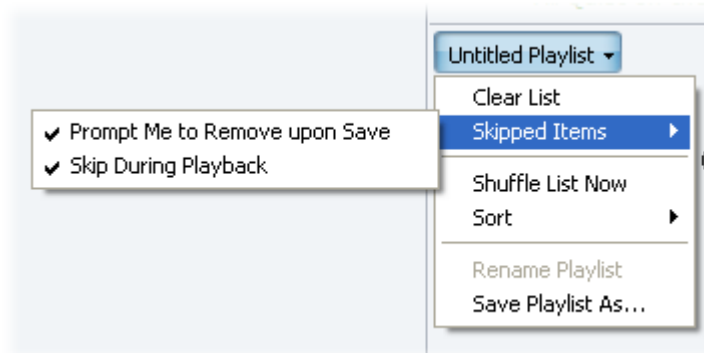 Untitled Playlist
Clear List
Skipped Items
Prompt Me to Remove upon Save
Skip During Playback
Shuffle List Now
Sort
Rename Playlist
Save Playlist As...